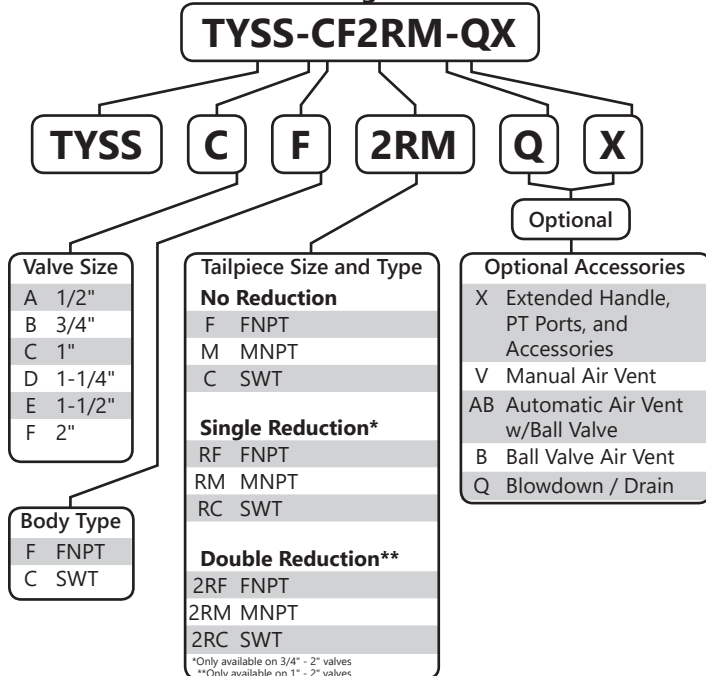 TYSS-CF2RM-QX
TYSS C F 2RM Q X
Optional
Valve Size
A 1/2"
B 3/4"
C 1"
D 1-1/4"
E 1-1/2"
F 2"
Body Type
F FNPT
C SWT
Tailpiece Size and Type
No Reduction
F FNPT
M MNPT
C SWT
Single Reduction*
RF FNPT
RM MNPT
RC SWT
Double Reduction**
2RF FNPT
2RM MNPT
2RC SWT
*Only available on 3/4" - 2" valves
**Only available on 1" - 2" valves
Optional Accessories
X Extended Handle,
PT Ports, and
Accessories
V Manual Air Vent
AB Automatic Air Vent
w/Ball Valve
B Ball Valve Air Vent
Q Blowdown / Drain